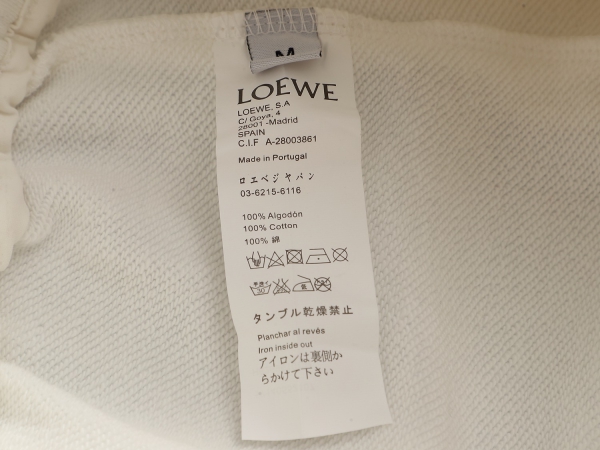 M
LOEWE
LOEWE, S.A
C/ Goya, 4
28001 -Madrid
SPAIN
C.I.F A-28003861
Made in Portugal
ロエベジャパン
03-6215-6116
100% Algodón
100% Cotton
100% 綿
タンブル乾燥禁止
Planchar al revés
Iron inside out
アイロンは裏側か
らかけて下さい